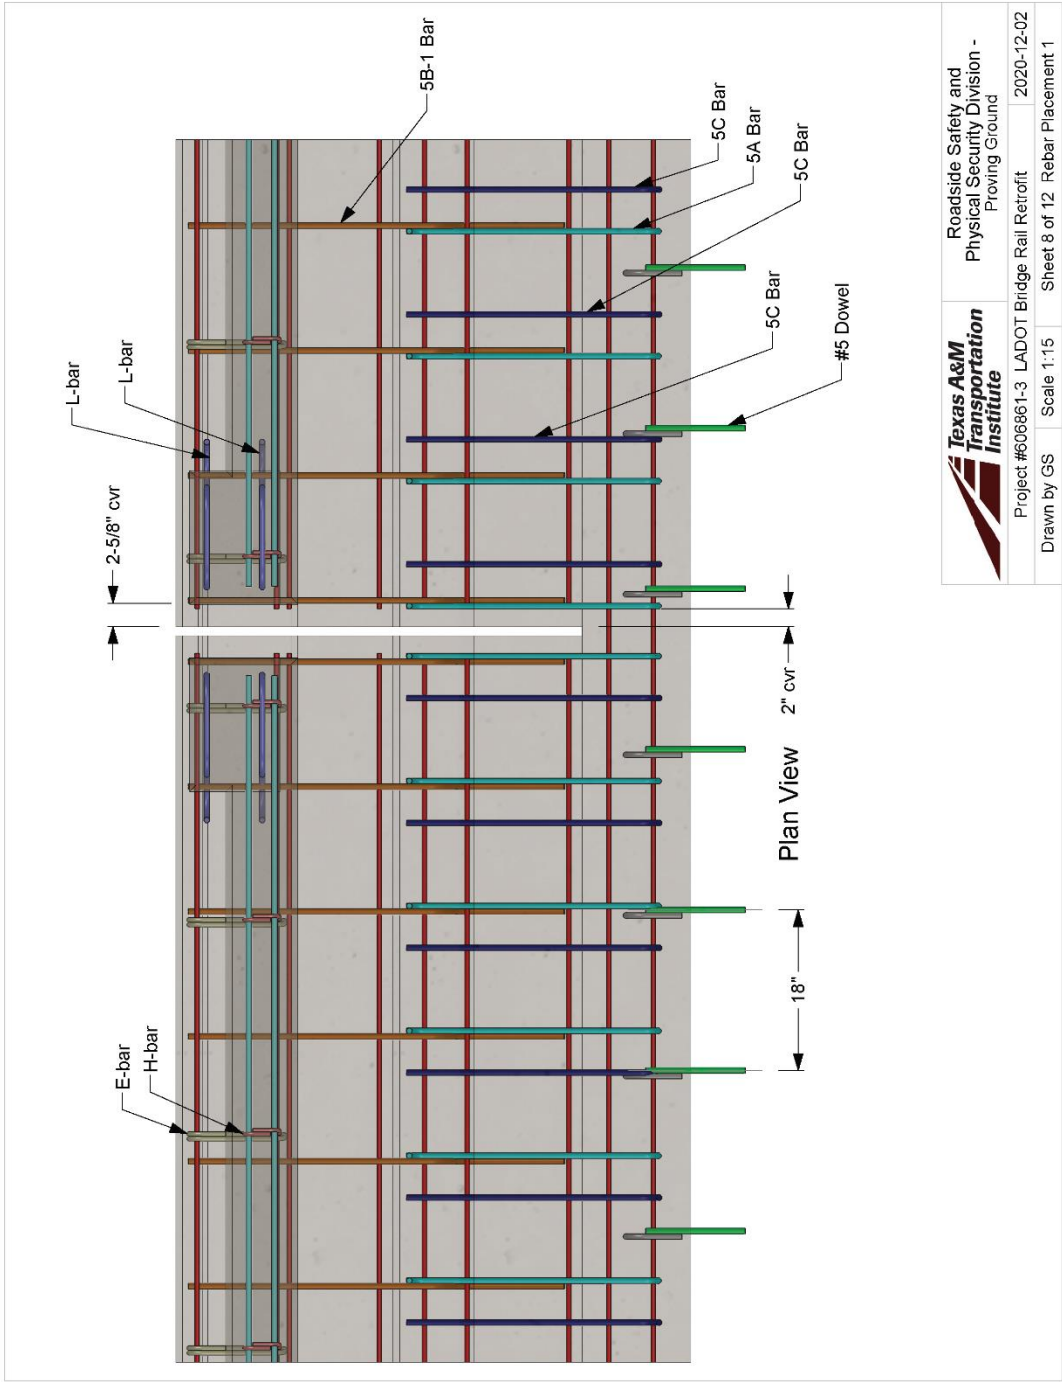 5B-1 Bar
L-bar
L-bar
2-5/8" cvr
5C Bar
5A Bar
5C Bar
5C Bar
#5 Dowel
2" cvr
Plan View
18"
E-bar
H-bar
Texas A&M
Transportation
Institute
Roadside Safety and
Physical Security Division -
Proving Ground
Project #606861-3 LADOT Bridge Rail Retrofit
2020-12-02
Drawn by GS
Scale 1:15
Sheet 8 of 12 Rebar Placement 1